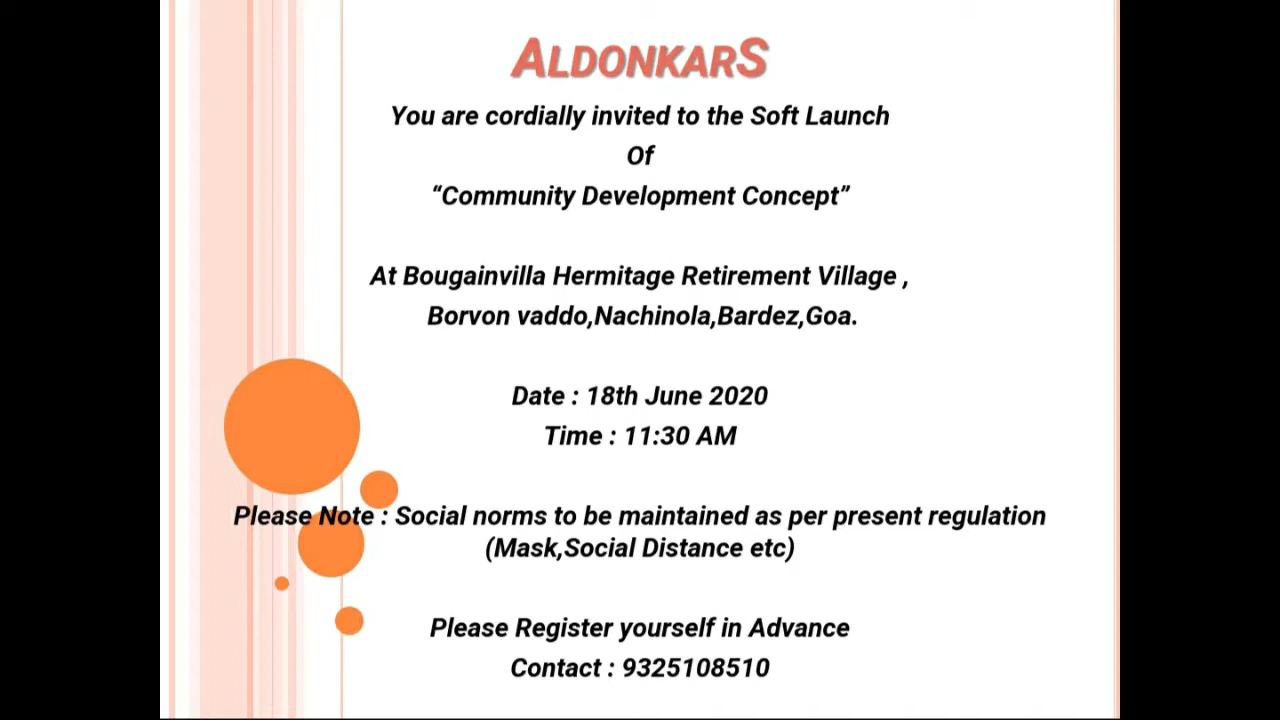 ALDONKARS
You are cordially invited to the Soft Launch
Of
“Community Development Concept”
At Bougainvilla Hermitage Retirement Village ,
Borvon vaddo,Nachinola,Bardez,Goa.
Date : 18th June 2020
Time : 11:30 AM
Please Note : Social norms to be maintained as per present regulation
(Mask,Social Distance etc)
Please Register yourself in Advance
Contact : 9325108510